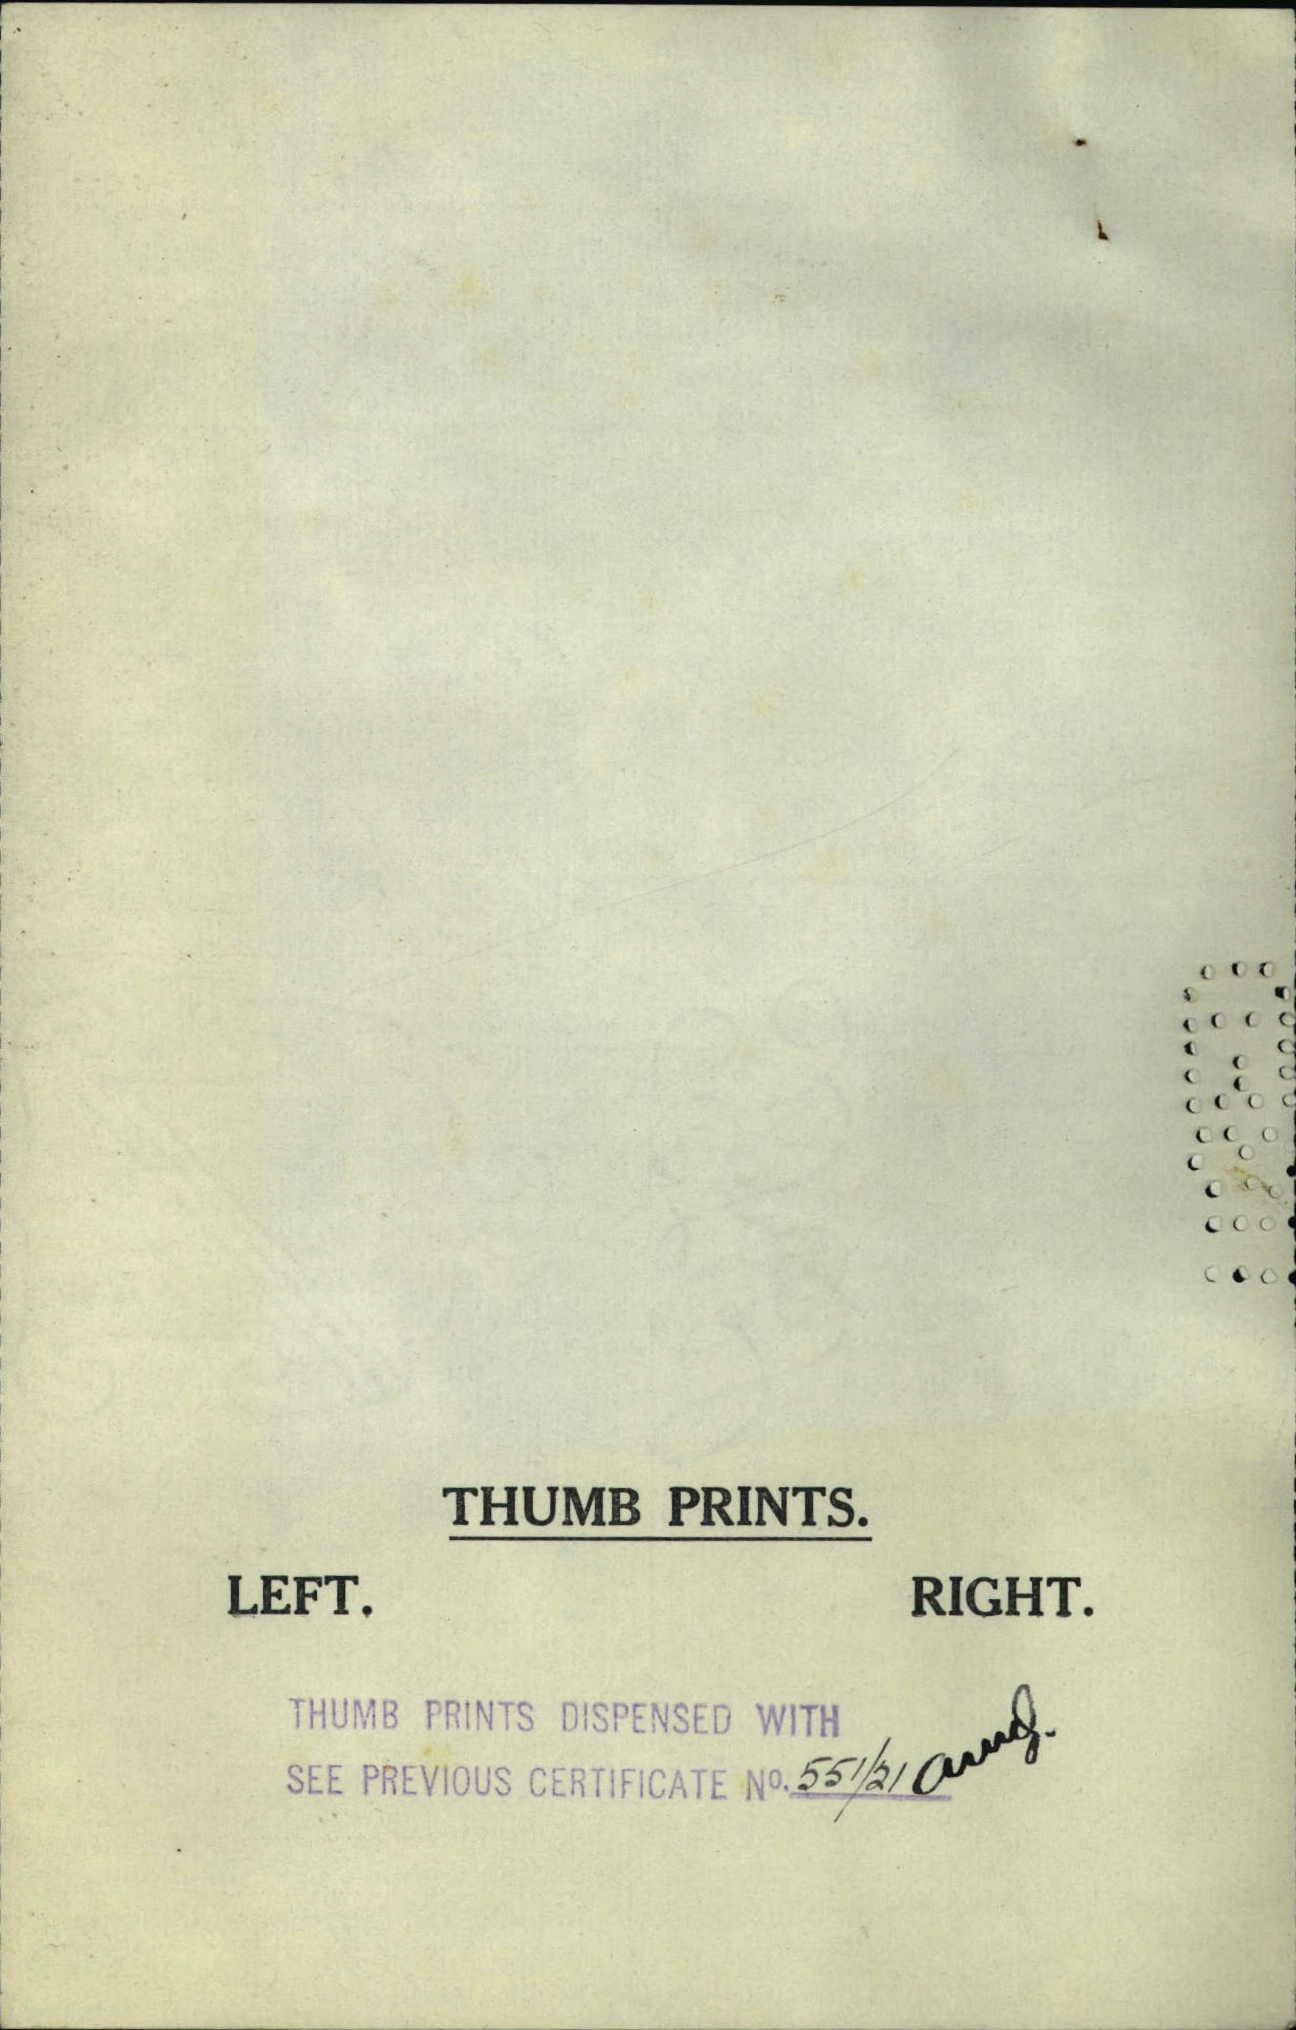 THUMB PRINTS.
LEFT. RIGHT.
THUMB PRINTS DISPENSED WITH
SEE PREVIOUS CERTIFICATE No. 551/21